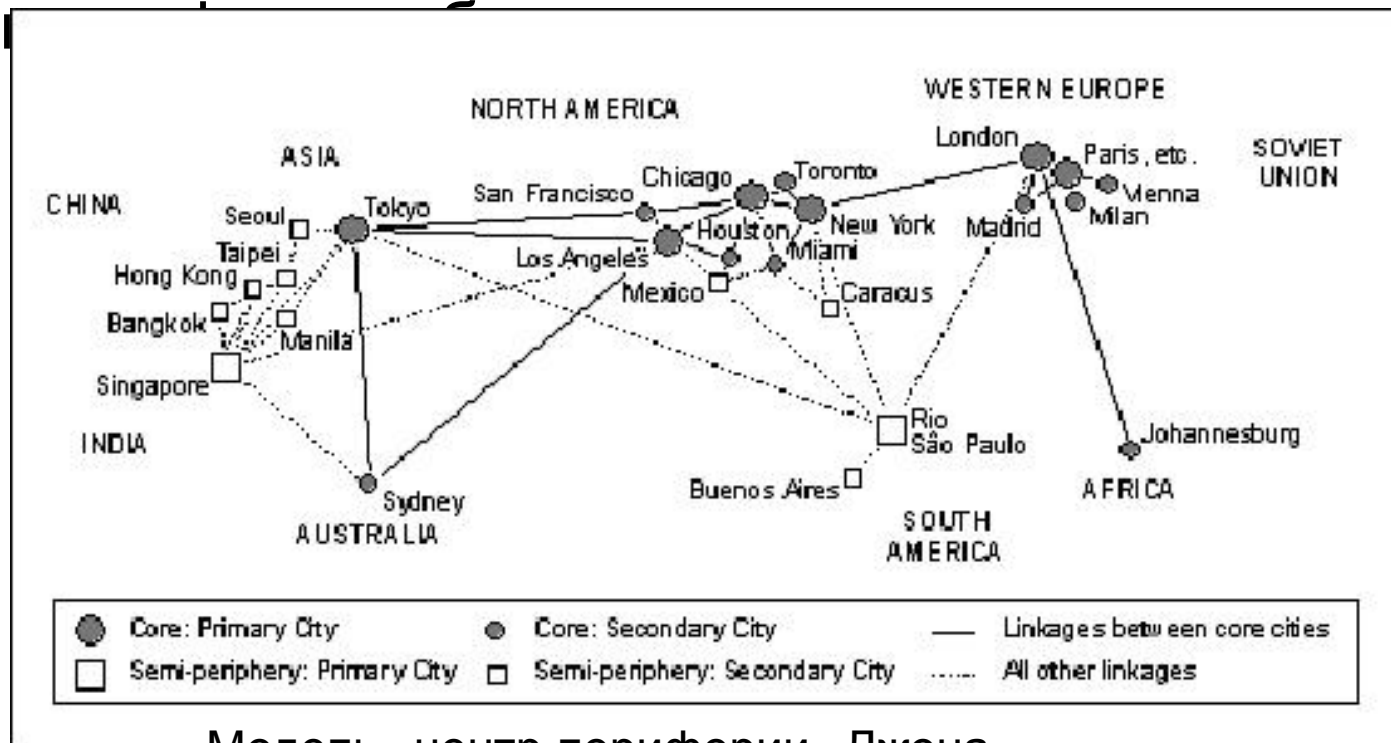 WESTERN EUROPE
NORTH AMERICA
London
Paris, etc.
SOVIET
UNION
ASIA
Toronto
Chicago
San Francisco
Vienna
CHINA
Tokyo
Milan
Seoul
New York
Madrid
Houston
Taipei
Los Angeles
Miami
Hong Kong
Mexico
Caracus
Bangkok
Manila
Singapore
Rio
São Paulo
Johannesburg
INDIA
Buenos Aires
AFRICA
Sydney
AUSTRALIA
SOUTH
AMERICA
Core: Primary City
Core: Secondary City
Linkages between core cities
Semi-periphery: Primary City
Semi-periphery: Secondary City
All other linkages